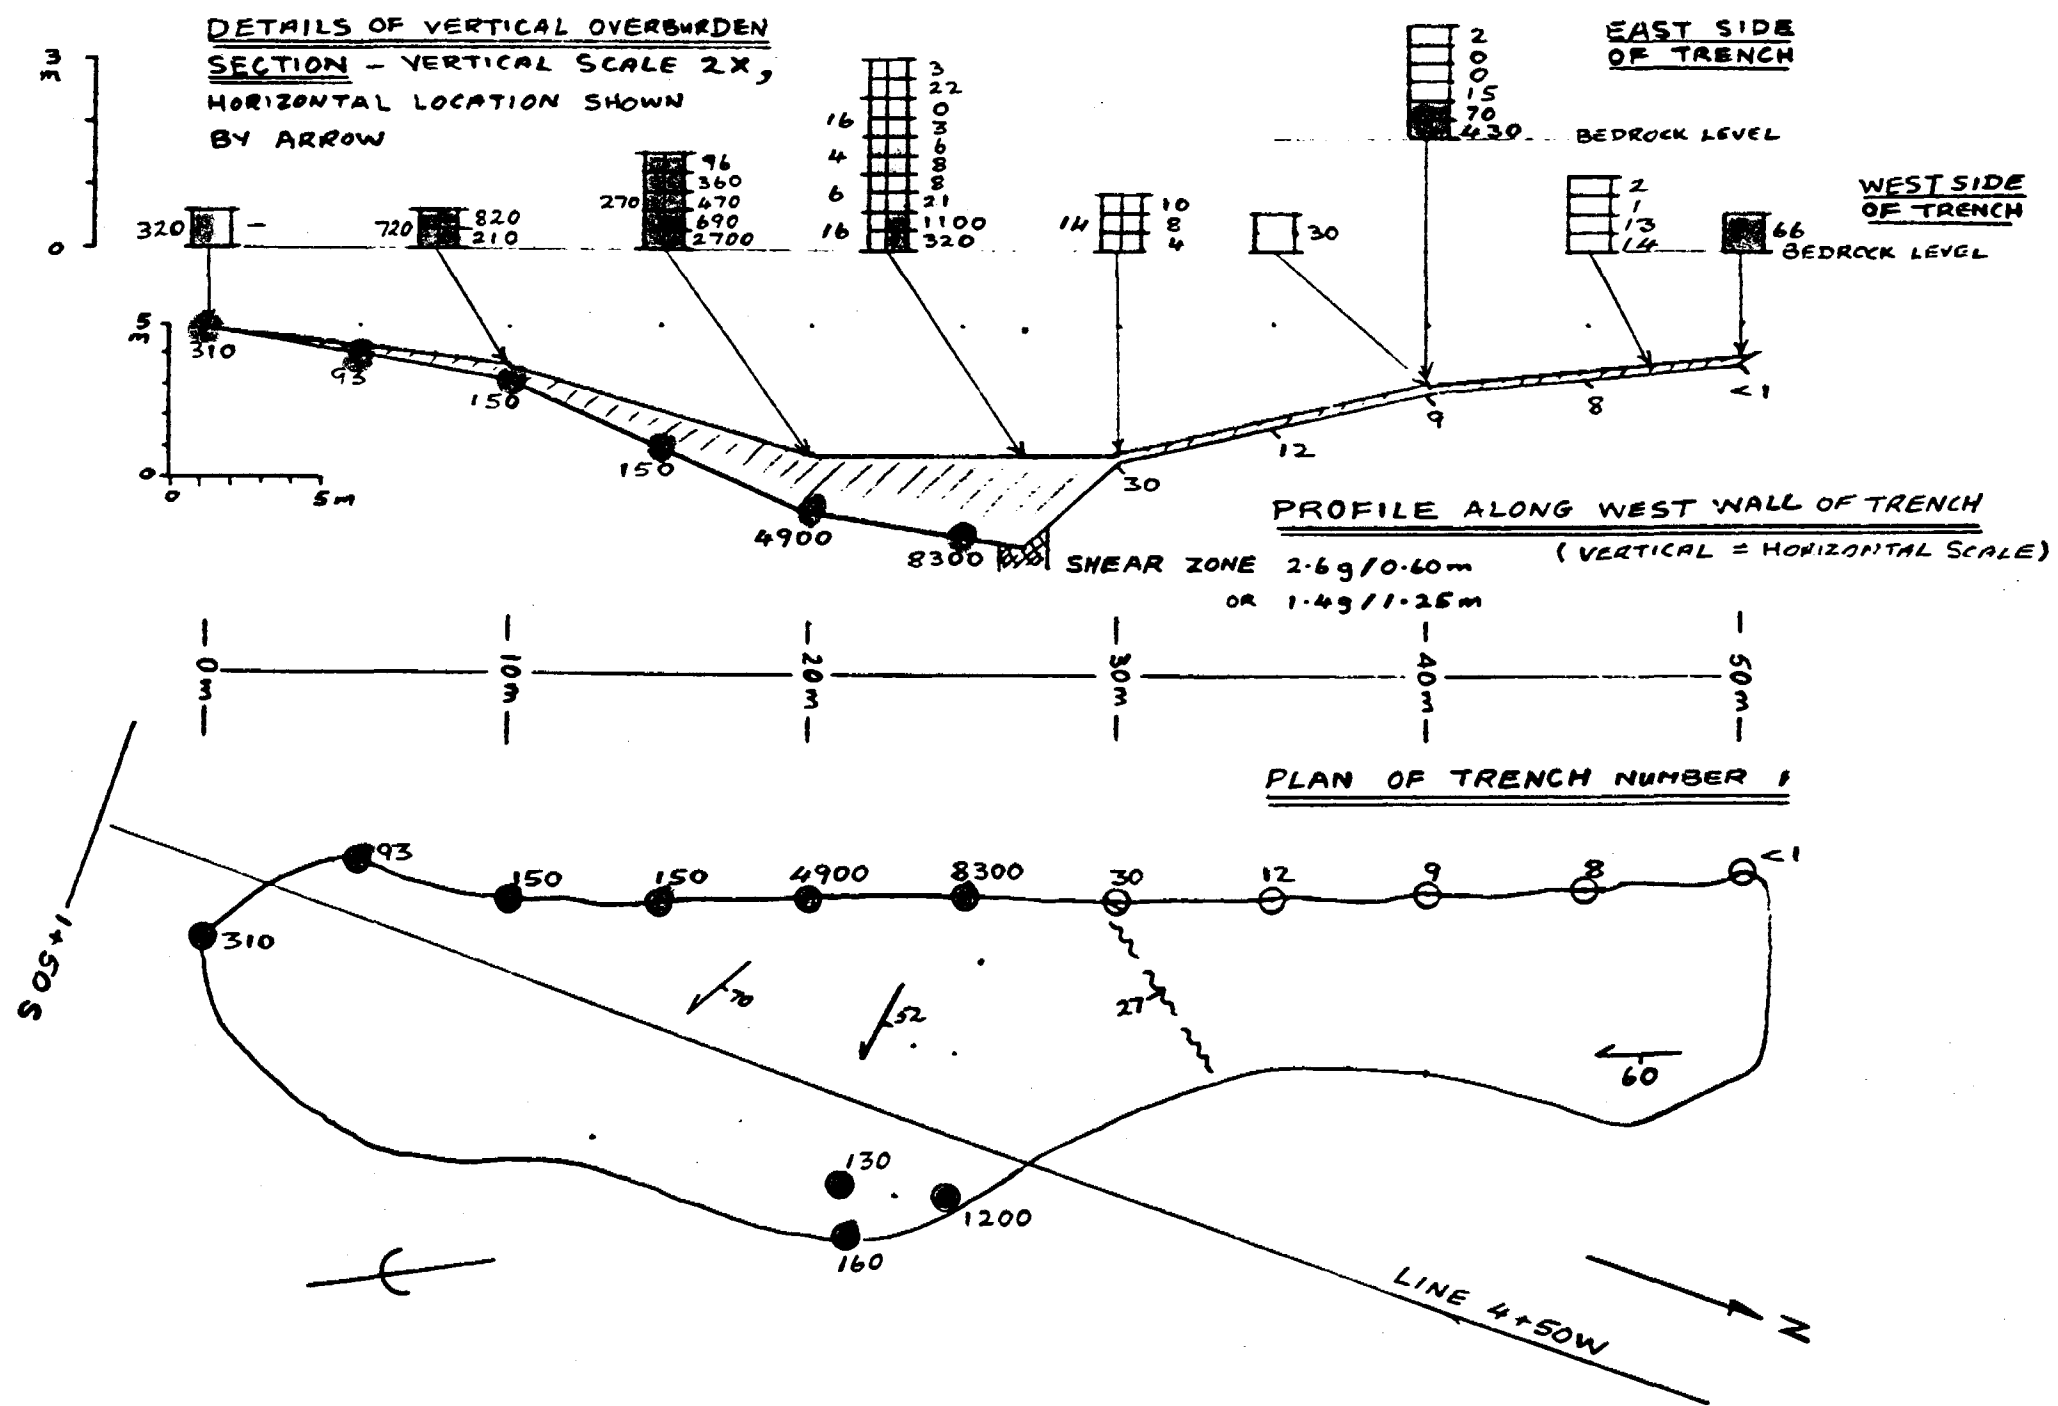 DETAILS OF VERTICAL OVERBURDEN
SECTION - VERTICAL SCALE 2X,
HORIZONTAL LOCATION SHOWN
BY ARROW
EAST SIDE
OF TRENCH
3
m
0
320
-
720
820
210
270
96
360
470
690
2700
16
4
6
16
3
22
0
3
6
8
8
21
1100
320
14
10
8
4
30
2
0
0
15
70
430
BEDROCK LEVEL
2
1
13
14
WEST SIDE
OF TRENCH
66
BEDROCK LEVEL
5
m
0
0
5m
310
93
150
150
4900
8300
30
12
9
8
<1
PROFILE ALONG WEST WALL OF TRENCH
(VERTICAL = HORIZONTAL SCALE)
SHEAR ZONE 2.6g/0.60m
OR 1.4g/1.25m
0m
10m
20m
30m
40m
50m
PLAN OF TRENCH NUMBER 1
1+50S
93
150
150
4900
8300
30
12
9
8
<1
310
70
52
27
60
130
1200
160
LINE 4+50W
N